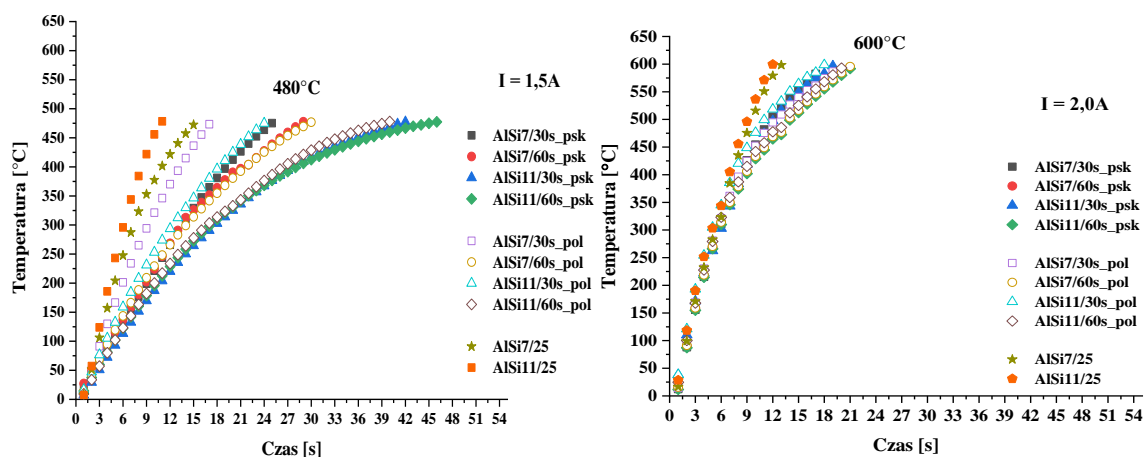 650
600
550
500
450
400
350
300
250
200
150
100
50
0
Temperatura [°C]
0 3 6 9 12 15 18 21 24 27 30 33 36 39 42 45 48 51 54
Czas [s]
480°C
I = 1,5A
AlSi7/30s_psk
AlSi7/60s_psk
AlSi11/30s_psk
AlSi11/60s_psk
AlSi7/30s_pol
AlSi7/60s_pol
AlSi11/30s_pol
AlSi11/60s_pol
AlSi7/25
AlSi11/25
650
600
550
500
450
400
350
300
250
200
150
100
50
0
Temperatura [°C]
0 3 6 9 12 15 18 21 24 27 30 33 36 39 42 45 48 51 54
Czas [s]
600°C
I = 2,0A
AlSi7/30s_psk
AlSi7/60s_psk
AlSi11/30s_psk
AlSi11/60s_psk
AlSi7/30s_pol
AlSi7/60s_pol
AlSi11/30s_pol
AlSi11/60s_pol
AlSi7/25
AlSi11/25